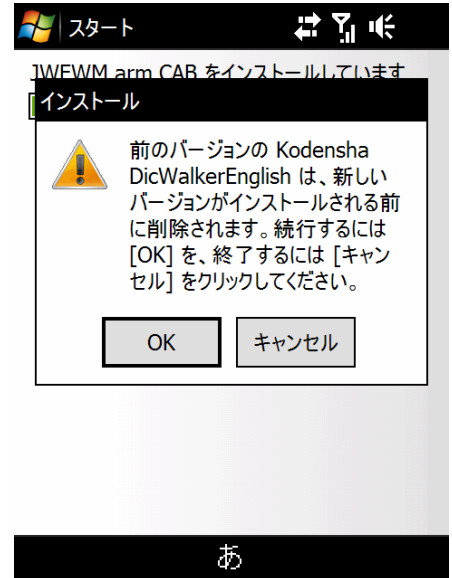 スタート
JWEWM arm CAB をインストールしています
インストール
前のバージョンの Kodensha
DicWalkerEnglish は、新しい
バージョンがインストールされる前
に削除されます。続行するには
[OK] を、終了するには [キャン
セル] をクリックしてください。
OK
キャンセル
あ